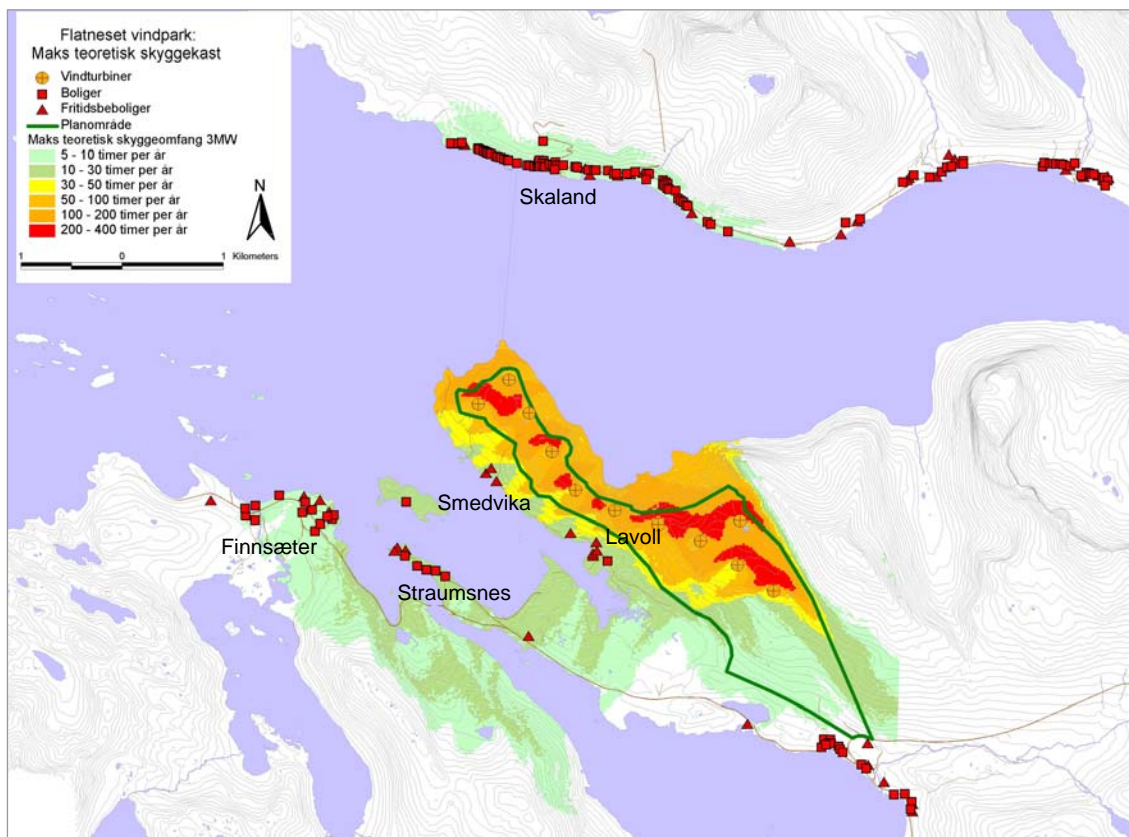 Flatneset vindpark:
Maks teoretisk skyggekast
Vindturbiner
Boliger
Fritidsbeboliger
Planområde
Maks teoretisk skyggeomfang 3MW
5 - 10 timer per år
10 - 30 timer per år
30 - 50 timer per år
50 - 100 timer per år
100 - 200 timer per år
200 - 400 timer per år
N
1 0 1 Kilometers
Skaland
Smedvika
Finnsæter
Lavoll
Straumsnes